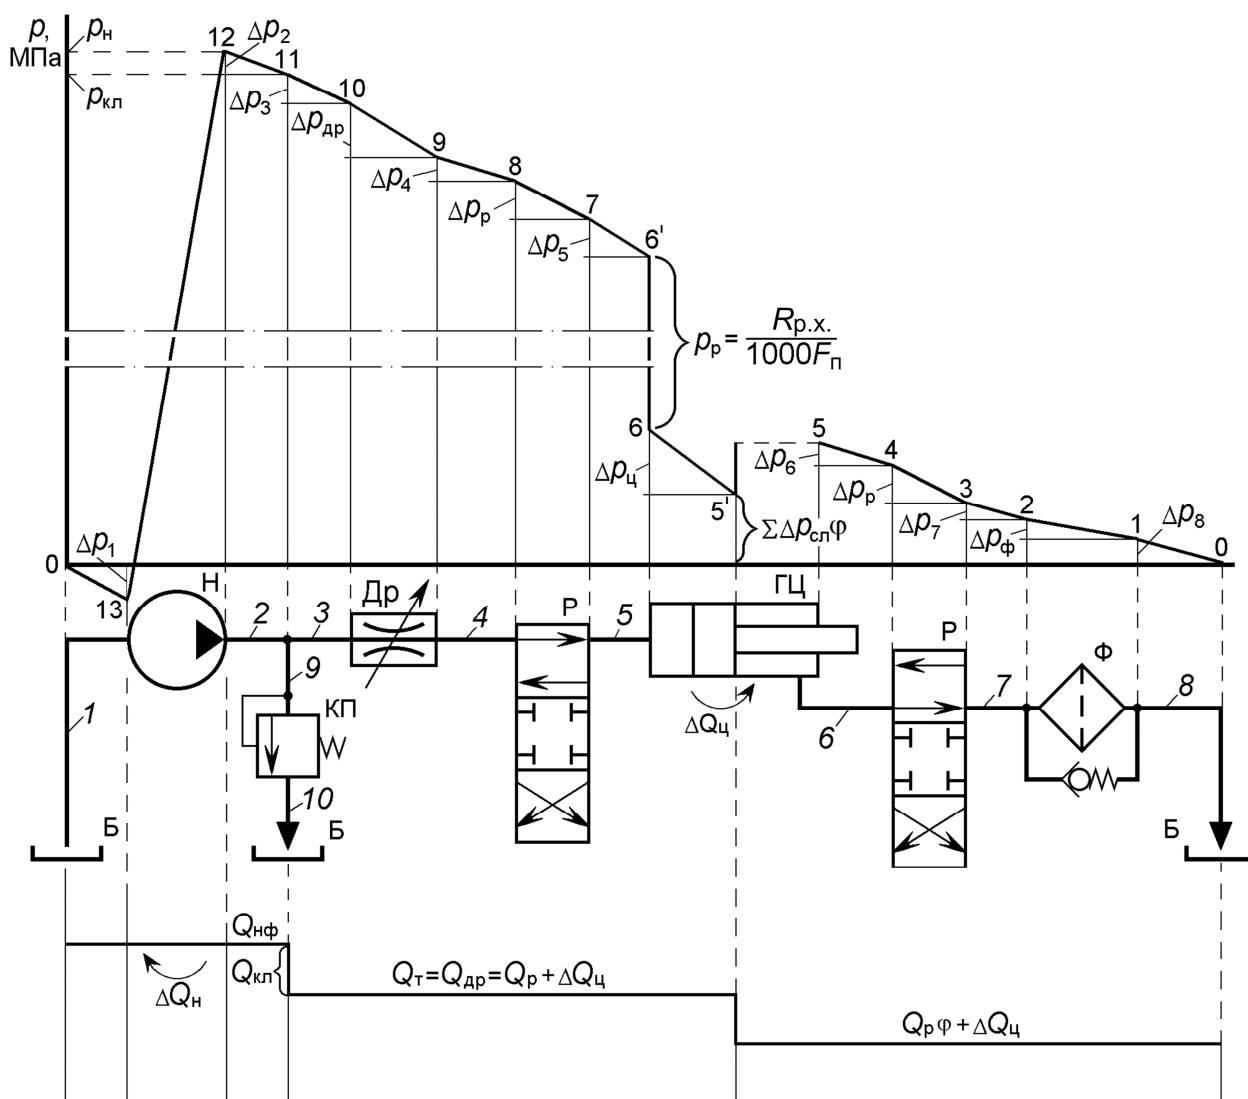 p, МПа
pн
pкл
12
Δp2
11
Δp3
10
Δpдр
9
Δp4
8
Δpр
7
Δp5
6'
pр = Rр.х. / 1000Fп
6
Δpц
5'
ΣΔpслφ
5
Δp6
4
Δpр
3
Δp7
2
Δpф
1
Δp8
0
0
Δp1
13
Н
2
3
Др
4
Р
5
ГЦ
Р
Ф
1
9
КП
ΔQц
6
7
8
10
Б
Б
Б
Qнф
Qкл
ΔQн
Qт=Qдр=Qр+ΔQц
Qрφ+ΔQц